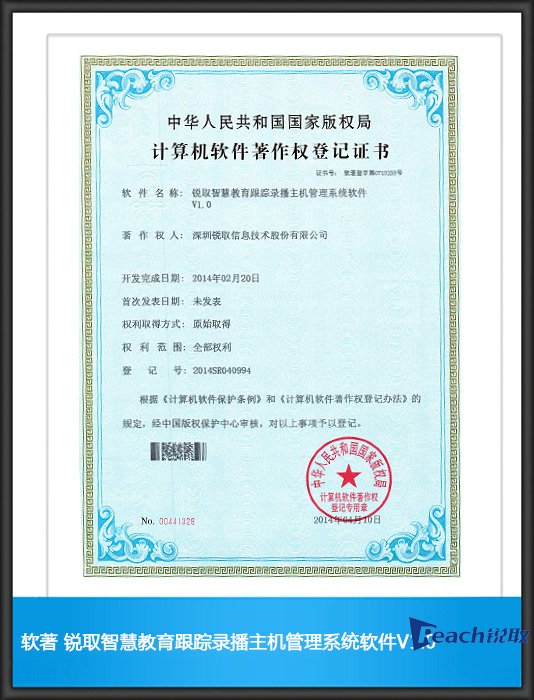 中华人民共和国国家版权局
计算机软件著作权登记证书
证书号： 软著登字第0710238号
软 件 名 称： 锐取智慧教育跟踪录播主机管理系统软件
V1.0
著 作 权 人： 深圳锐取信息技术股份有限公司
开发完成日期： 2014年02月20日
首次发表日期： 未发表
权利取得方式： 原始取得
权 利 范 围： 全部权利
登 记 号： 2014SR040994
根据《计算机软件保护条例》和《计算机软件著作权登记办法》的
规定，经中国版权保护中心审核，对以上事项予以登记。
中华人民共和国国家版权局
计算机软件著作权
登记专用章
No. 00441328
2014年04月10日
软著 锐取智慧教育跟踪录播主机管理系统软件V1.0
Reach锐取